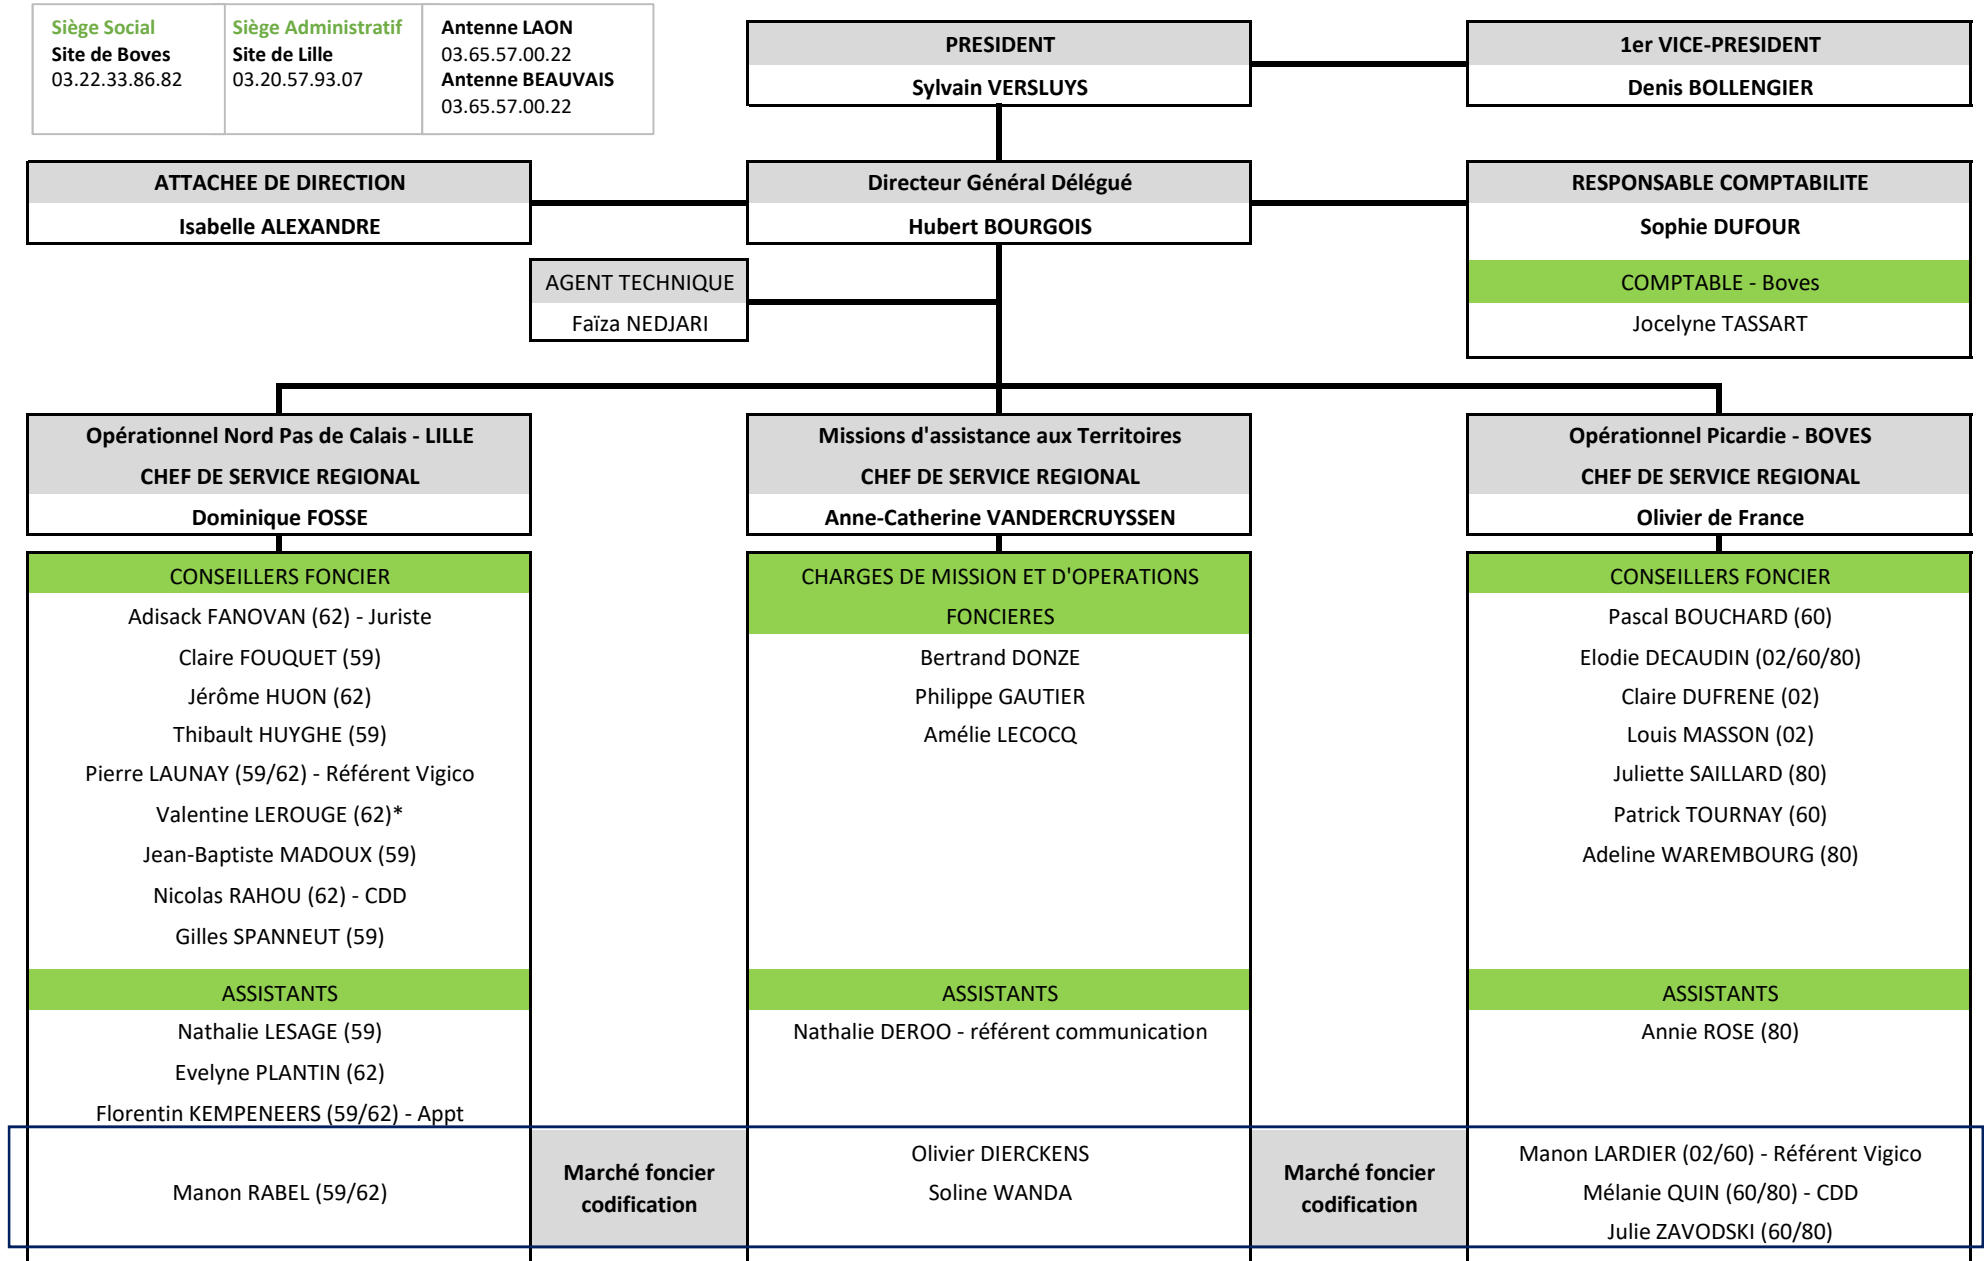 Siège Social
Site de Boves
03.22.33.86.82
Siège Administratif
Site de Lille
03.20.57.93.07
Antenne LAON
03.65.57.00.22
Antenne BEAUVAIS
03.65.57.00.22
PRESIDENT
Sylvain VERSLUYS
1er VICE-PRESIDENT
Denis BOLLENGIER
ATTACHEE DE DIRECTION
Isabelle ALEXANDRE
Directeur Général Délégué
Hubert BOURGOIS
RESPONSABLE COMPTABILITE
Sophie DUFOUR
COMPTABLE - Boves
Jocelyne TASSART
AGENT TECHNIQUE
Faïza NEDJARI
Opérationnel Nord Pas de Calais - LILLE
CHEF DE SERVICE REGIONAL
Dominique FOSSE
CONSEILLERS FONCIER
Adisack FANOVAN (62) - Juriste
Claire FOUQUET (59)
Jérôme HUON (62)
Thibault HUYGHE (59)
Pierre LAUNAY (59/62) - Référent Vigico
Valentine LEROUGE (62)*
Jean-Baptiste MADOUX (59)
Nicolas RAHOU (62) - CDD
Gilles SPANNEUT (59)
ASSISTANTS
Nathalie LESAGE (59)
Evelyne PLANTIN (62)
Florentin KEMPENEERS (59/62) - Appt
Manon RABEL (59/62)
Marché foncier
codification
Missions d'assistance aux Territoires
CHEF DE SERVICE REGIONAL
Anne-Catherine VANDERCRUYSSEN
CHARGES DE MISSION ET D'OPERATIONS
FONCIERES
Bertrand DONZE
Philippe GAUTIER
Amélie LECOCQ
ASSISTANTS
Nathalie DEROO - référent communication
Olivier DIERCKENS
Soline WANDA
Marché foncier
codification
Opérationnel Picardie - BOVES
CHEF DE SERVICE REGIONAL
Olivier de France
CONSEILLERS FONCIER
Pascal BOUCHARD (60)
Elodie DECAUDIN (02/60/80)
Claire DUFRENE (02)
Louis MASSON (02)
Juliette SAILLARD (80)
Patrick TOURNAY (60)
Adeline WAREMBOURG (80)
ASSISTANTS
Annie ROSE (80)
Manon LARDIER (02/60) - Référent Vigico
Mélanie QUIN (60/80) - CDD
Julie ZAVODSKI (60/80)